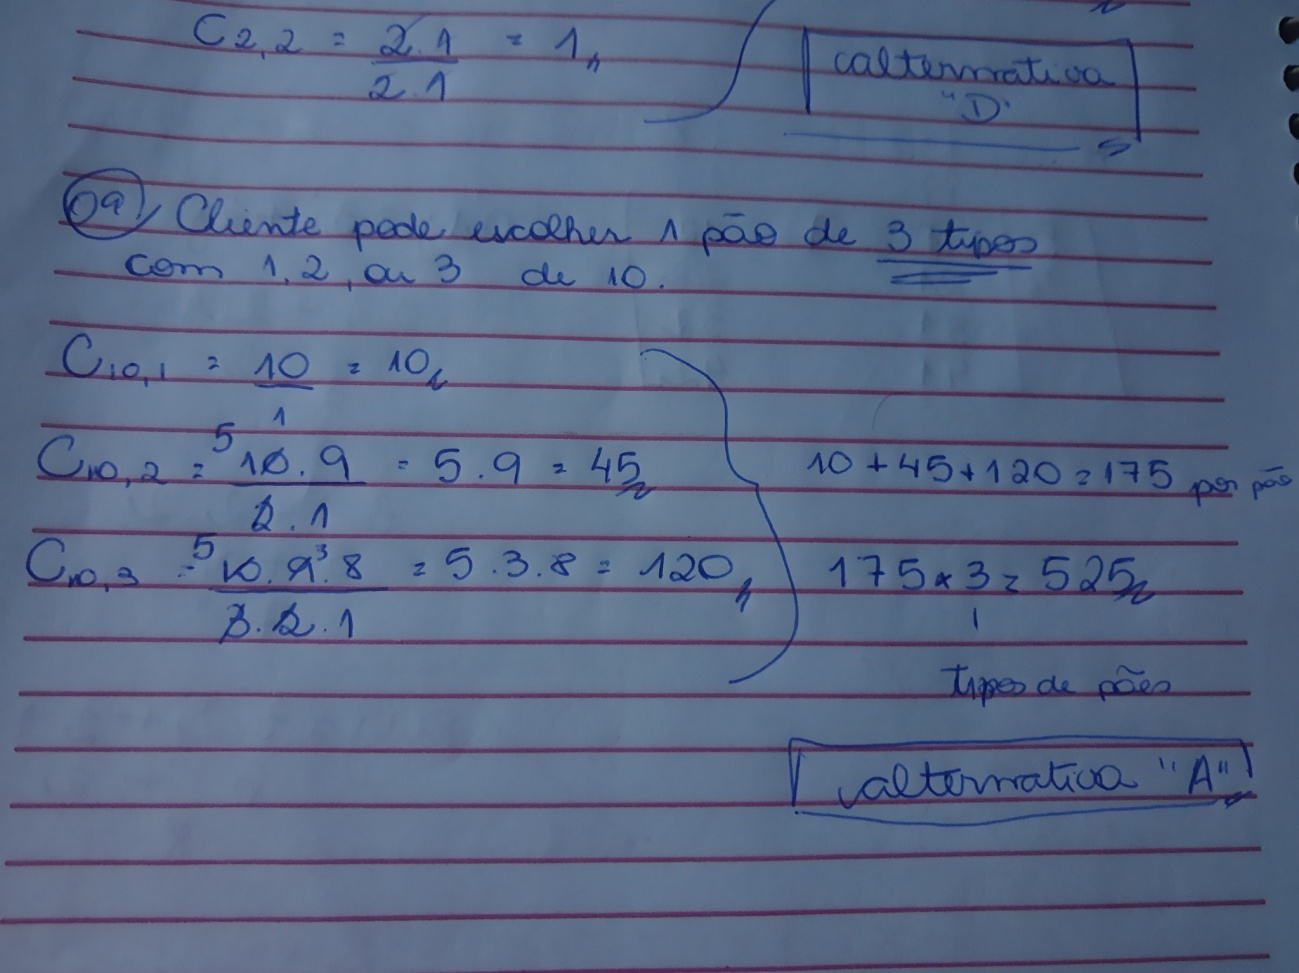 C2,2 = 2.1 = 1
2.1
alternativa
"D"
09) Cliente pode escolher 1 pão de 3 tipos
com 1,2, ou 3 de 10.
C10,1 = 10 = 10
1
C10,2 = 5 10.9 = 5.9 = 45
2.1
10+45+120=175 por pão
C10,3 = 5 10.9 3.8 = 5.3.8 = 120
3.2.1
175x3=525
tipos de pães
alternativa "A"